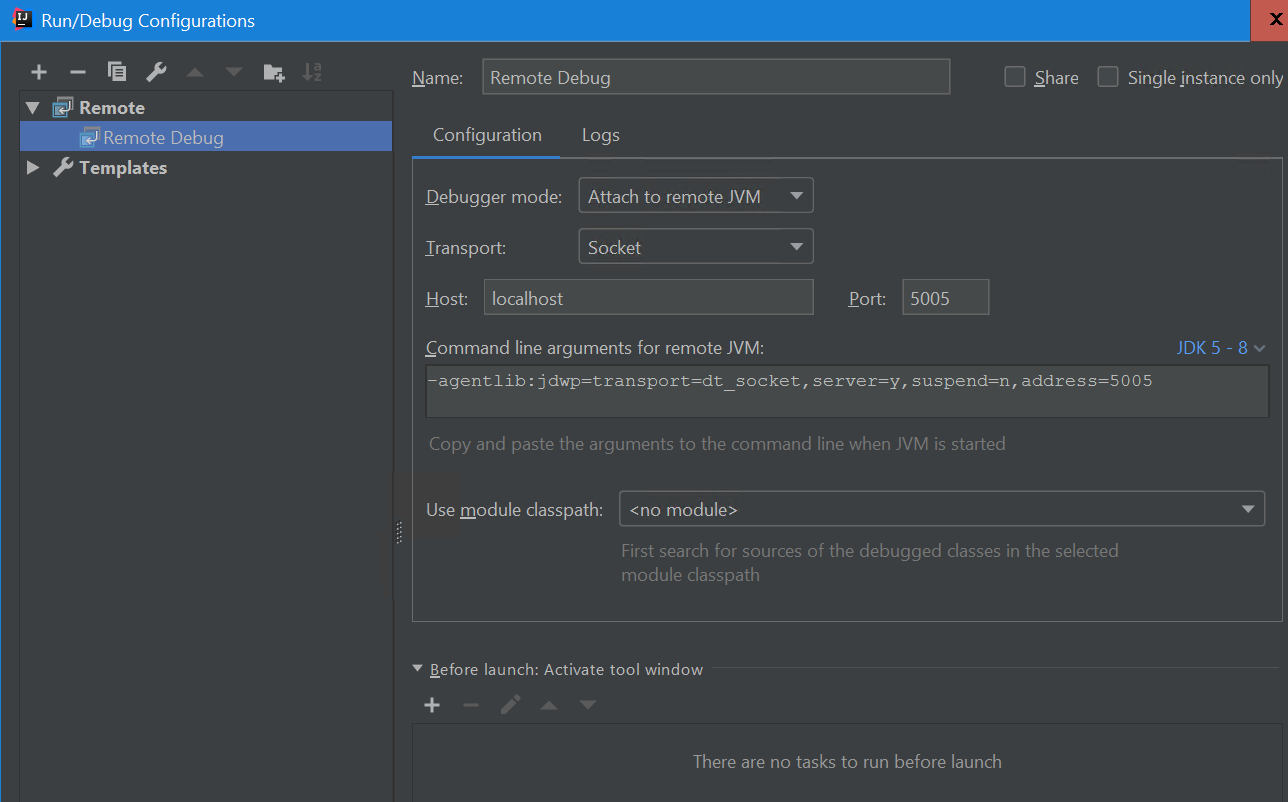 Run/Debug Configurations
Remote
Remote Debug
Templates
Name: Remote Debug Share Single instance only
Configuration Logs
Debugger mode: Attach to remote JVM
Transport: Socket
Host: localhost Port: 5005
Command line arguments for remote JVM: JDK 5 - 8
-agentlib:jdwp=transport=dt_socket,server=y,suspend=n,address=5005
Copy and paste the arguments to the command line when JVM is started
Use module classpath: <no module>
First search for sources of the debugged classes in the selected
module classpath
Before launch: Activate tool window
There are no tasks to run before launch